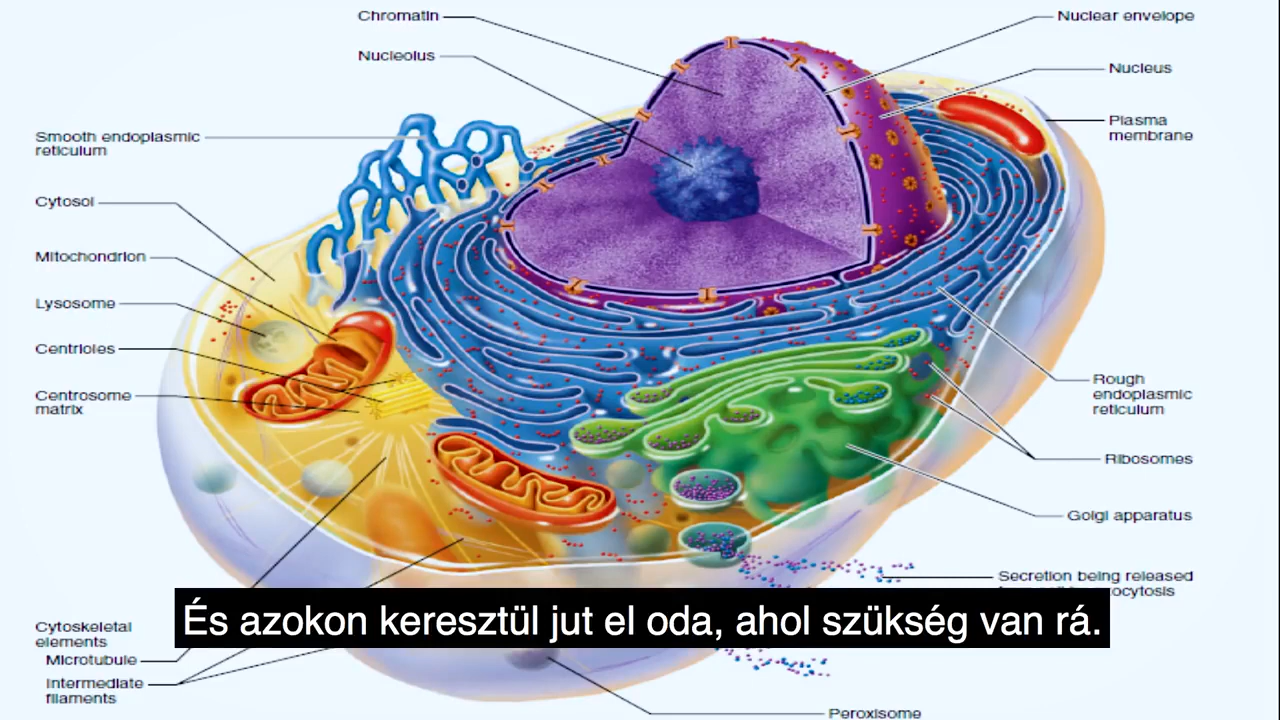 Chromatin
Nucleolus
Smooth endoplasmic
reticulum
Cytosol
Mitochondrion
Lysosome
Centrioles
Centrosome
matrix
Nuclear envelope
Nucleus
Plasma
membrane
Rough
endoplasmic
reticulum
Ribosomes
Golgi apparatus
Secretion being released
És azokon keresztül jut el oda, ahol szükség van rá.
Cytoskeletal
elements
Microtubule
Intermediate
filaments
Peroxisome